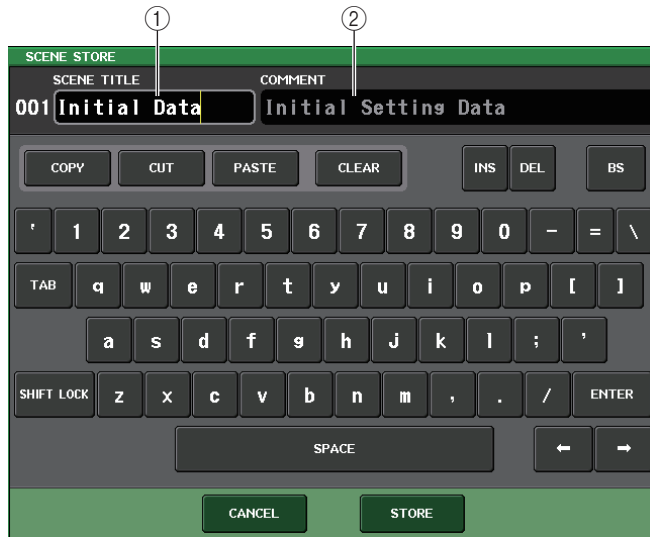 ① ②
SCENE STORE
SCENE TITLE COMMENT
001 Initial Data Initial Setting Data
COPY CUT PASTE CLEAR INS DEL BS
' 1 2 3 4 5 6 7 8 9 0 - = \
TAB q w e r t y u i o p [ ]
a s d f g h j k l ; '
SHIFT LOCK z x c v b n m , . / ENTER
SPACE ← →
CANCEL STORE